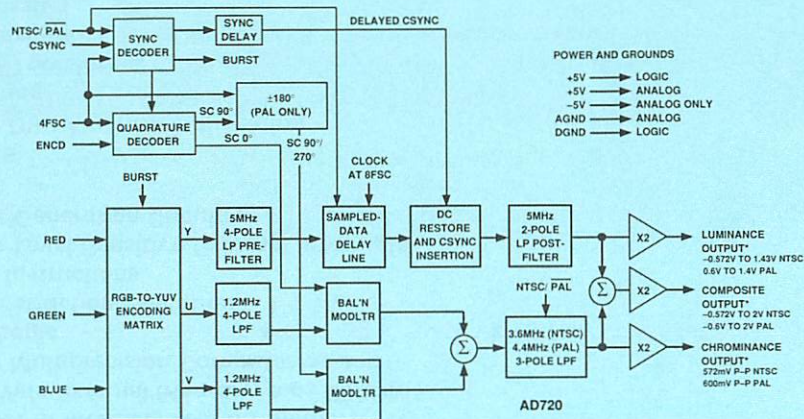 NTSC/ PAL
CSYNC
SYNC
DECODER
SYNC
DELAY
DELAYED CSYNC
BURST
POWER AND GROUNDS
+5V LOGIC
+5V ANALOG
–5V ANALOG ONLY
AGND ANALOG
DGND LOGIC
4FSC
ENCD
QUADRATURE
DECODER
SC 90°
SC 0°
±180°
(PAL ONLY)
SC 90°/
270°
CLOCK
AT 8FSC
BURST
RED
GREEN
BLUE
RGB-TO-YUV
ENCODING
MATRIX
Y
U
V
5MHz
4-POLE
LP PRE-
FILTER
SAMPLED-
DATA
DELAY
LINE
DC
RESTORE
AND CSYNC
INSERTION
5MHz
2-POLE
LP POST-
FILTER
X2
LUMINANCE
OUTPUT*
–0.572V TO 1.43V NTSC
0.6V TO 1.4V PAL
1.2MHz
4-POLE
LPF
BAL'N
MODLTR
NTSC/ PAL
Σ
X2
COMPOSITE
OUTPUT*
–0.572V TO 2V NTSC
–0.6V TO 2V PAL
1.2MHz
4-POLE
LPF
BAL'N
MODLTR
Σ
3.6MHz (NTSC)
4.4MHz (PAL)
3-POLE LPF
X2
CHROMINANCE
OUTPUT*
572mV P–P NTSC
600mV P–P PAL
AD720